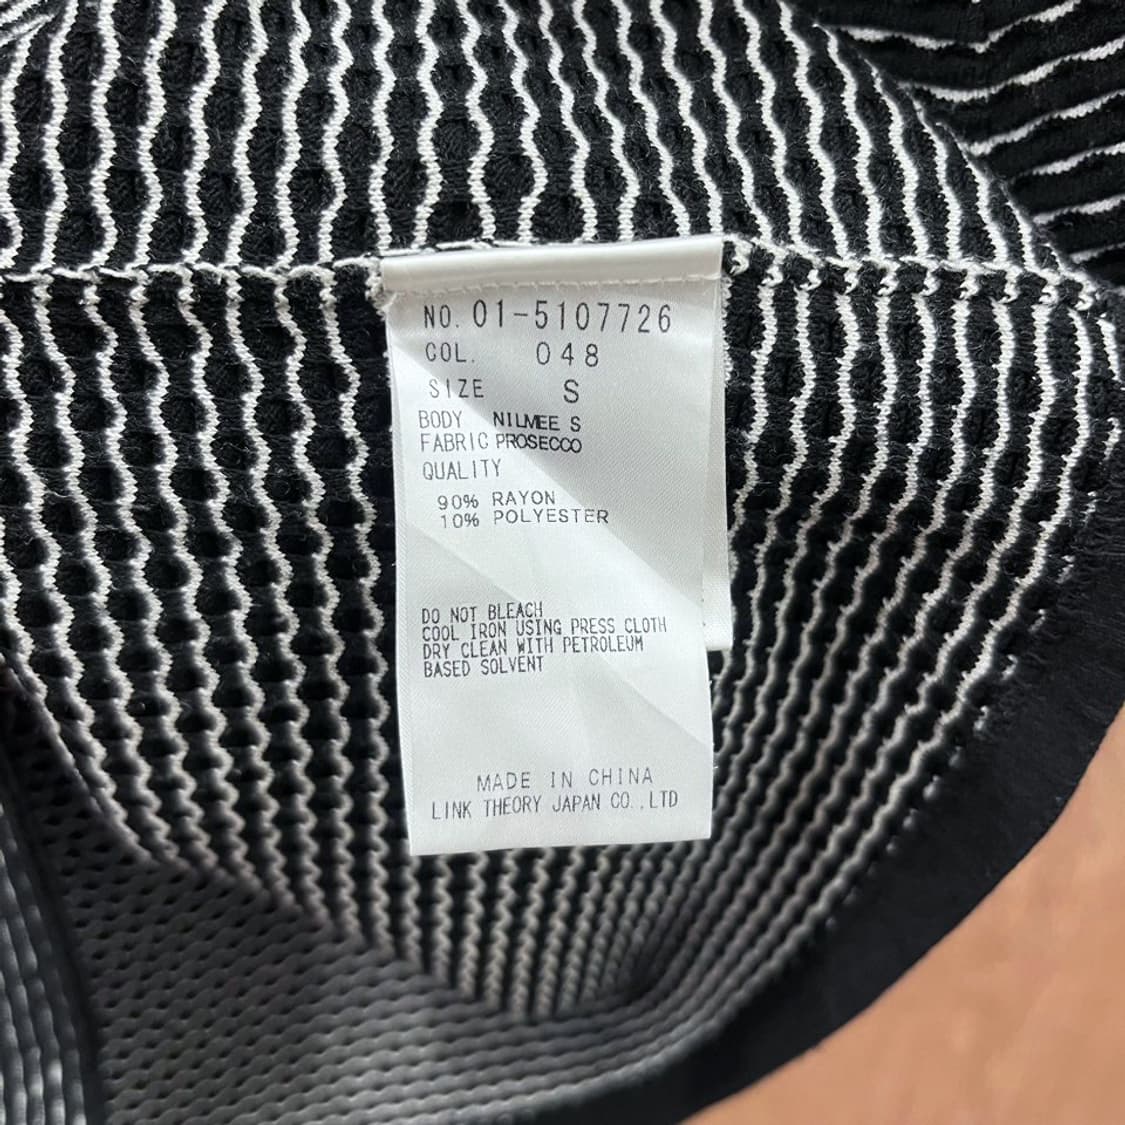 NO. 01-5107726
COL. 048
SIZE S
BODY NILMEE S
FABRIC PROSECCO
QUALITY
90% RAYON
10% POLYESTER
DO NOT BLEACH
COOL IRON USING PRESS CLOTH
DRY CLEAN WITH PETROLEUM
BASED SOLVENT
MADE IN CHINA
LINK THEORY JAPAN CO.,LTD